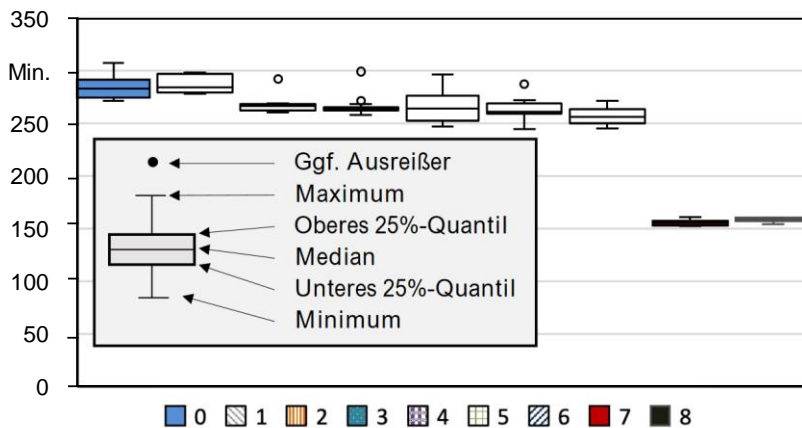 350
Min.
250
200
150
100
50
0
Ggf. Ausreißer
Maximum
Oberes 25%-Quantil
Median
Unteres 25%-Quantil
Minimum
0 1 2 3 4 5 6 7 8